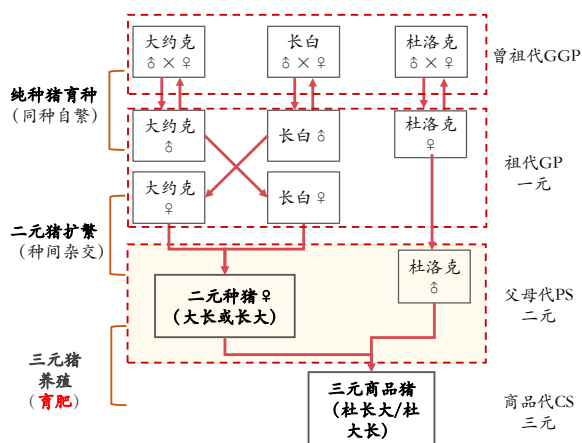 大约克
♂×♀
长白
♂×♀
杜洛克
♂×♀
曾祖代GGP
纯种猪育种
（同种自繁）
大约克
♂
长白♂
杜洛克
♀
祖代GP
一元
大约克
♀
长白♀
二元猪扩繁
（种间杂交）
二元种猪♀
（大长或长大）
杜洛克
♂
父母代PS
二元
三元猪
养殖
（育肥）
三元商品猪
（杜长大/杜
大长）
商品代CS
三元